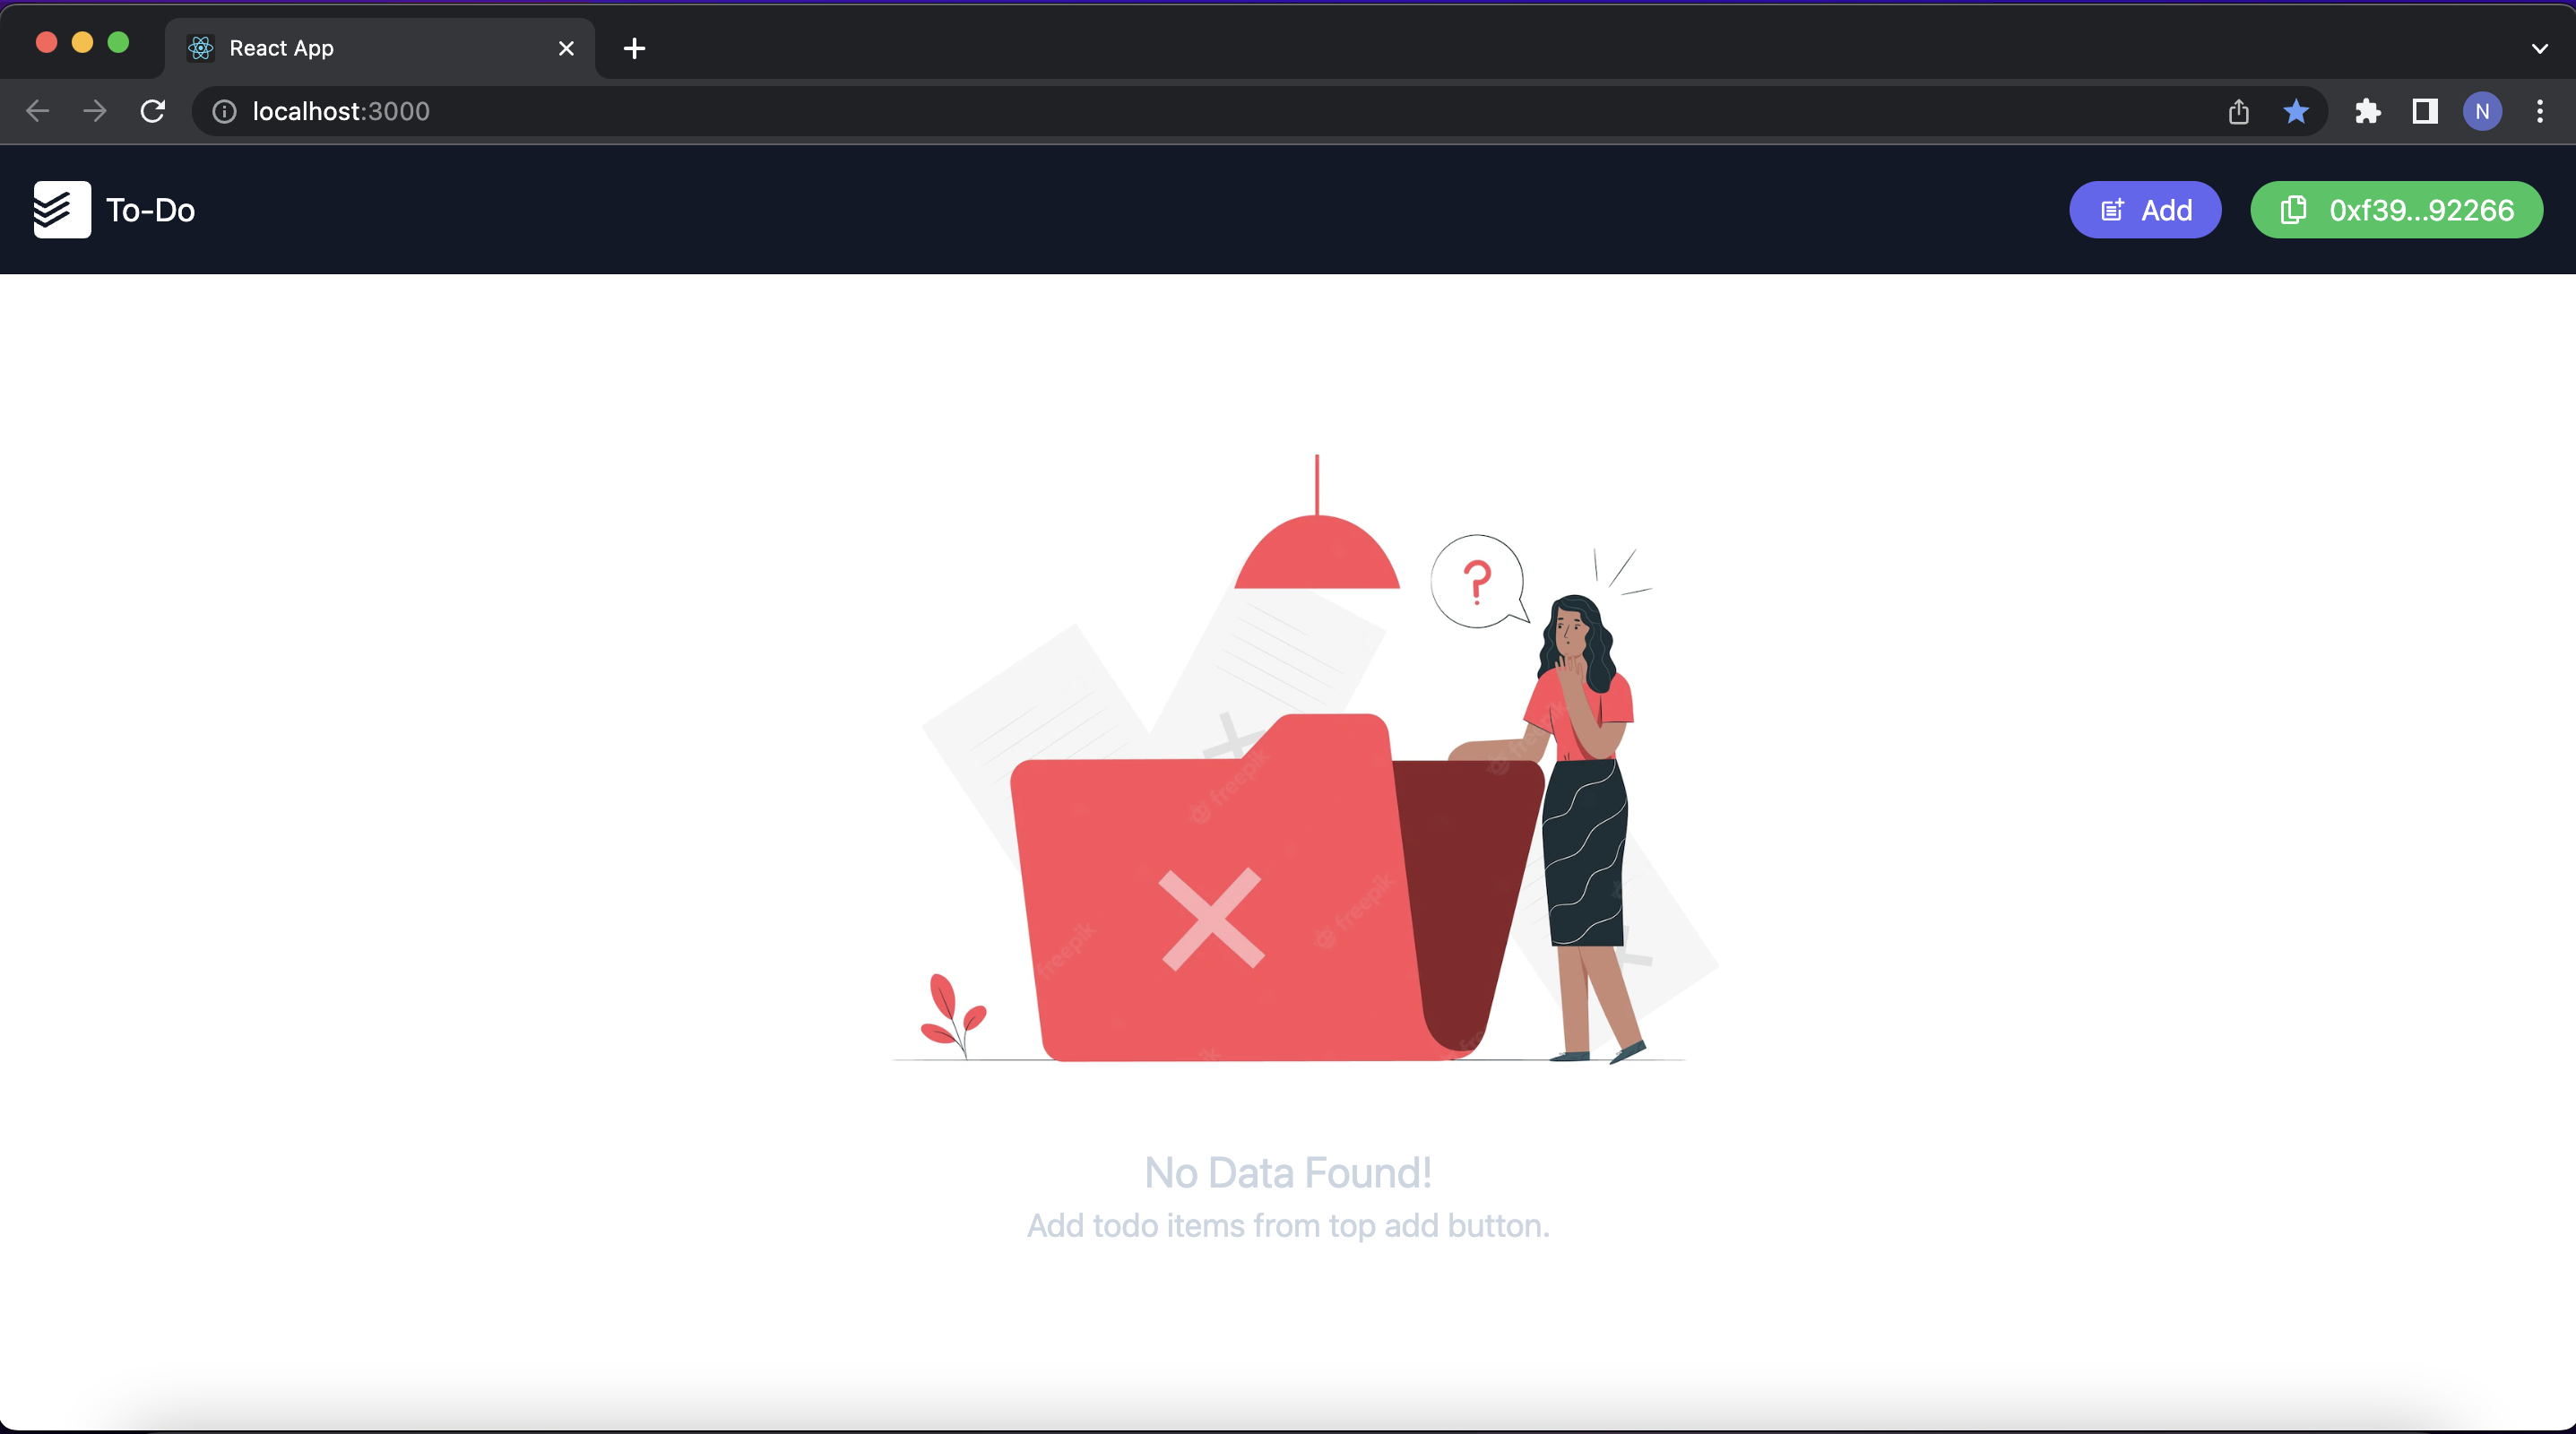 React App
localhost:3000
N
To-Do
Add
0xf39...92266
?
freepik
freepik
freepik
freepik
No Data Found!
Add todo items from top add button.